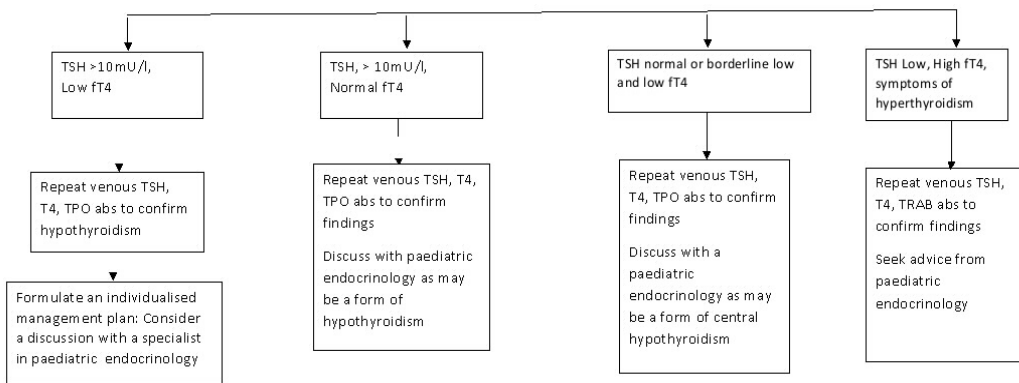 TSH >10mU/l,
Low fT4
TSH, > 10mU/l,
Normal fT4
TSH normal or borderline low
and low fT4
TSH Low, High fT4,
symptoms of
hyperthyroidism
Repeat venous TSH,
T4, TPO abs to confirm
hypothyroidism
Repeat venous TSH, T4,
TPO abs to confirm
findings
Discuss with paediatric
endocrinology as may
be a form of
hypothyroidism
Repeat venous TSH,
T4, TPO abs to confirm
findings
Discuss with a
paediatric
endocrinology as may
be a form of central
hypothyroidism
Repeat venous TSH,
T4, TRAB abs to
confirm findings
Seek advice from
paediatric
endocrinology
Formulate an individualised
management plan: Consider
a discussion with a specialist
in paediatric endocrinology